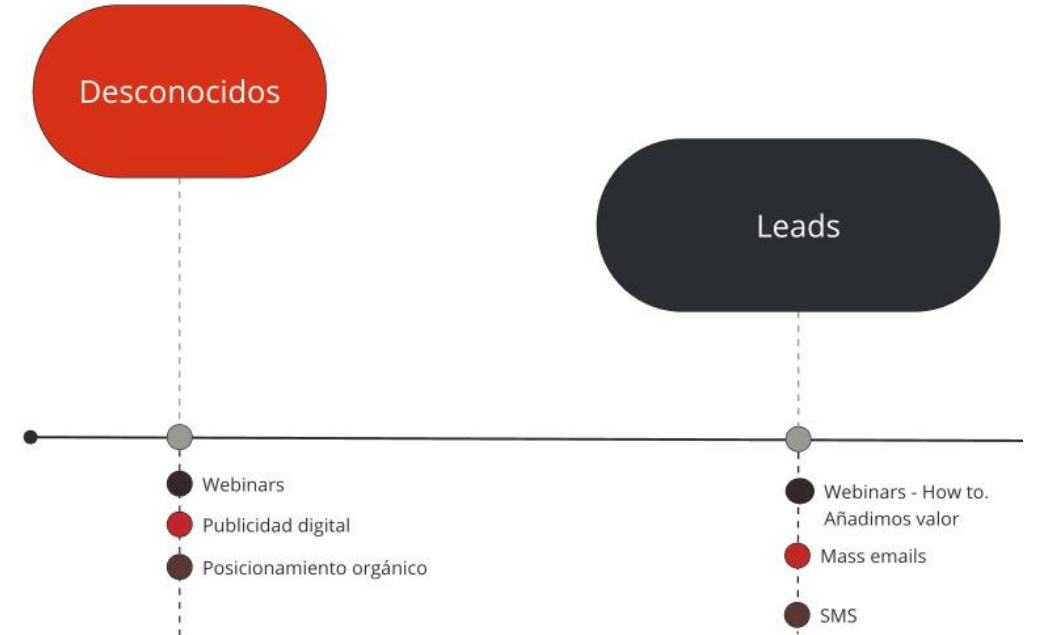 Desconocidos
Leads
Webinars
Publicidad digital
Posicionamiento orgánico
Webinars - How to.
Añadimos valor
Mass emails
SMS